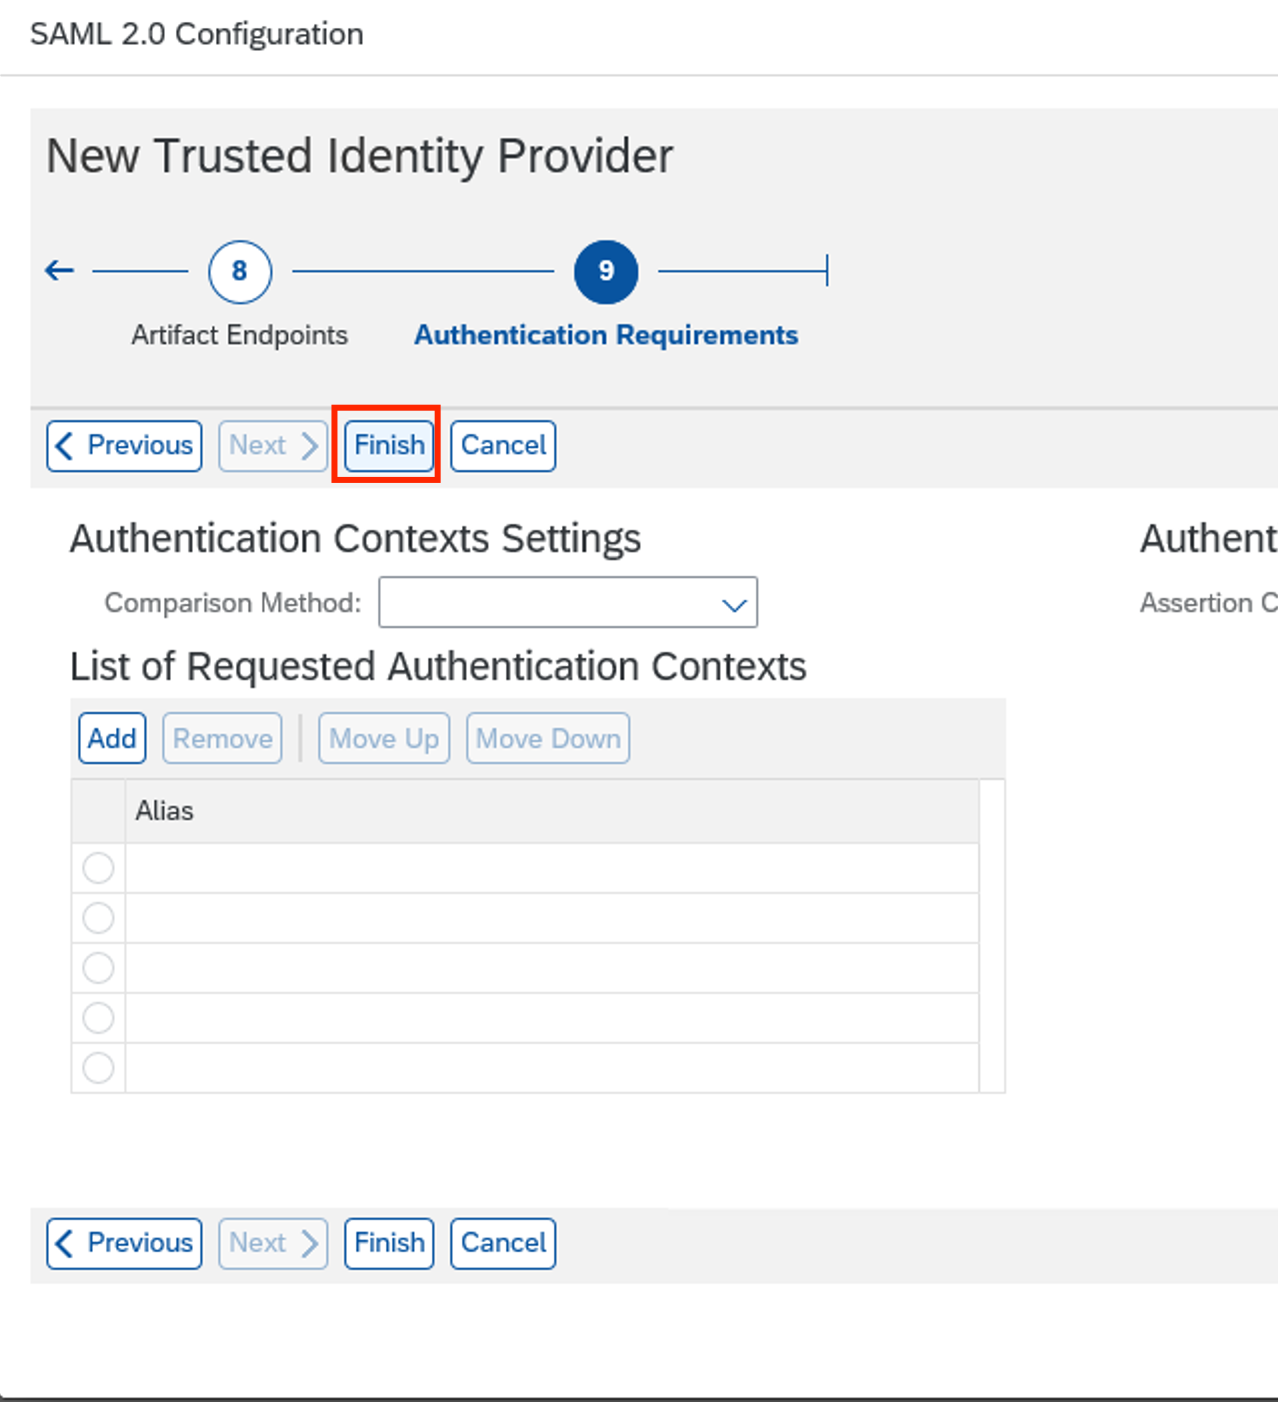 SAML 2.0 Configuration
New Trusted Identity Provider
8 9
Artifact Endpoints Authentication Requirements
Previous Next Finish Cancel
Authentication Contexts Settings Authent
Comparison Method: Assertion C
List of Requested Authentication Contexts
Add Remove Move Up Move Down
Alias
Previous Next Finish Cancel